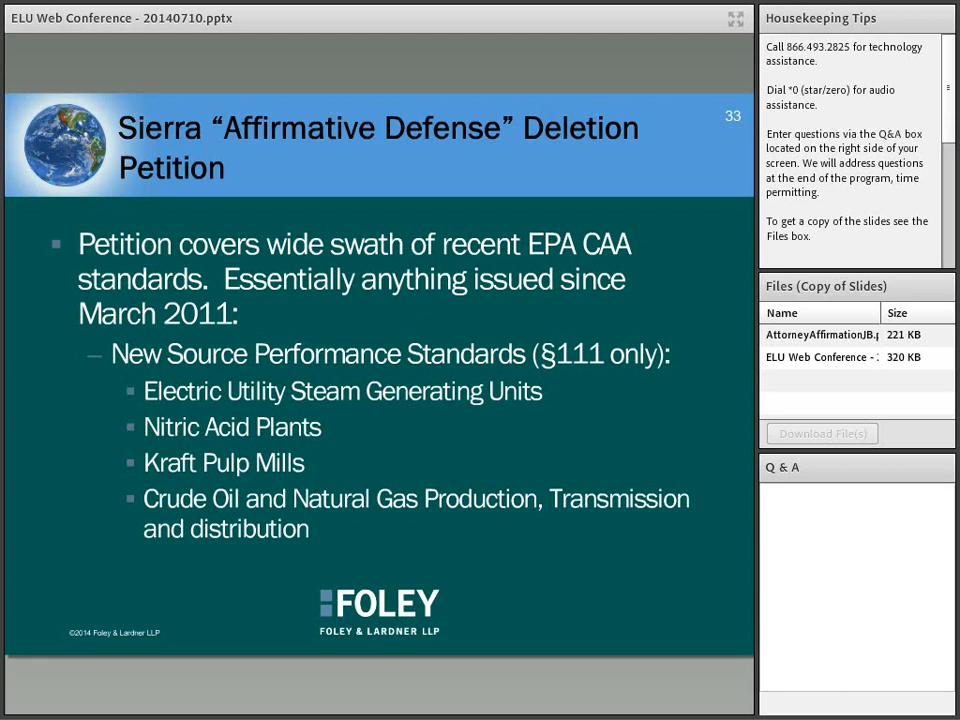 ELU Web Conference - 20140710.pptx
33
Sierra “Affirmative Defense” Deletion
Petition
▪ Petition covers wide swath of recent EPA CAA
standards.  Essentially anything issued since
March 2011:
– New Source Performance Standards (§111 only):
▪ Electric Utility Steam Generating Units
▪ Nitric Acid Plants
▪ Kraft Pulp Mills
▪ Crude Oil and Natural Gas Production, Transmission
and distribution
FOLEY
FOLEY & LARDNER LLP
©2014 Foley & Lardner LLP
Housekeeping Tips
Call 866.493.2825 for technology
assistance.
Dial *0 (star/zero) for audio
assistance.
Enter questions via the Q&A box
located on the right side of your
screen. We will address questions
at the end of the program, time
permitting.
To get a copy of the slides see the
Files box.
Files (Copy of Slides)
Name Size
AttorneyAffirmationJB.p 221 KB
ELU Web Conference - 320 KB
Download File(s)
Q & A